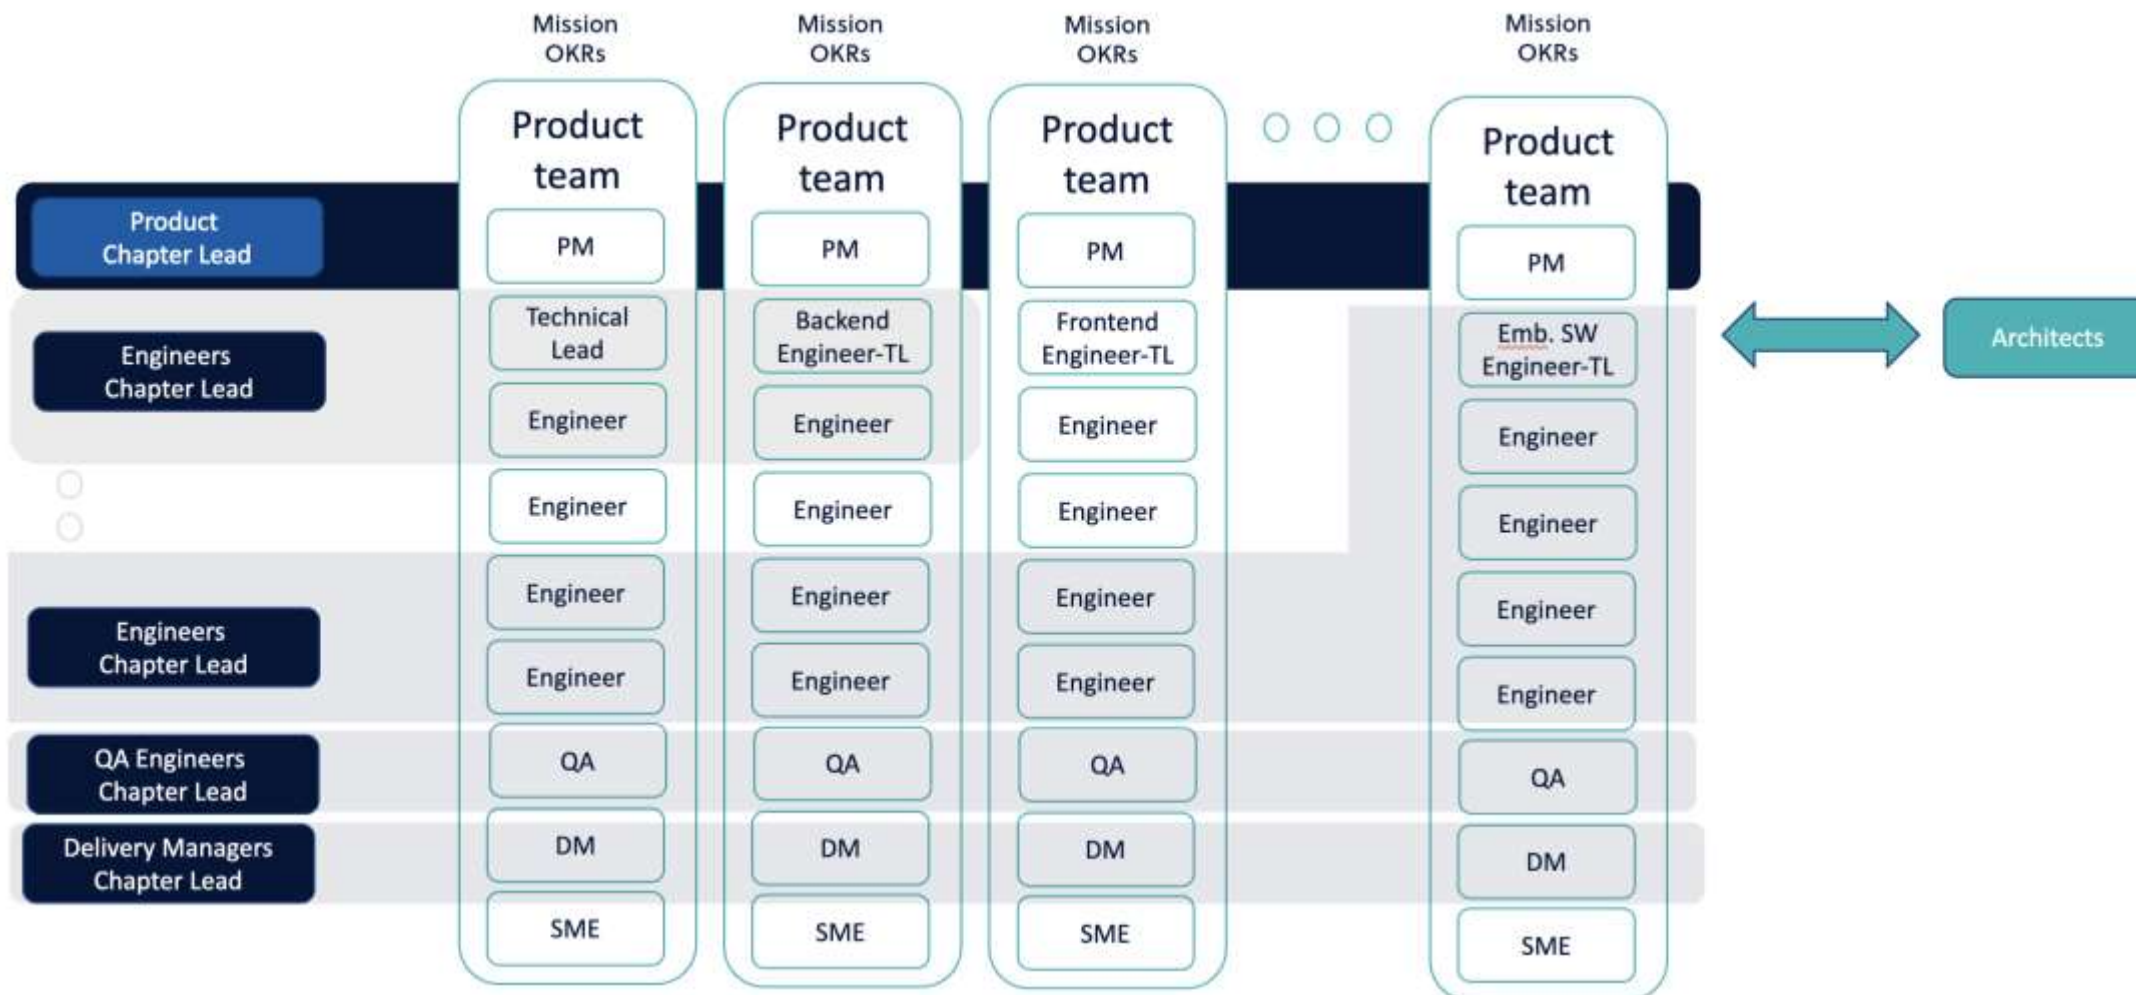 Mission
OKRs
Mission
OKRs
Mission
OKRs
Mission
OKRs
Product
team
Product
team
Product
team
Product
team
Product
Chapter Lead
PM
PM
PM
PM
Engineers
Chapter Lead
Technical
Lead
Backend
Engineer-TL
Frontend
Engineer-TL
Emb. SW
Engineer-TL
Architects
Engineer
Engineer
Engineer
Engineer
Engineer
Engineer
Engineer
Engineer
Engineers
Chapter Lead
Engineer
Engineer
Engineer
Engineer
Engineer
Engineer
Engineer
Engineer
QA Engineers
Chapter Lead
QA
QA
QA
QA
Delivery Managers
Chapter Lead
DM
DM
DM
DM
SME
SME
SME
SME